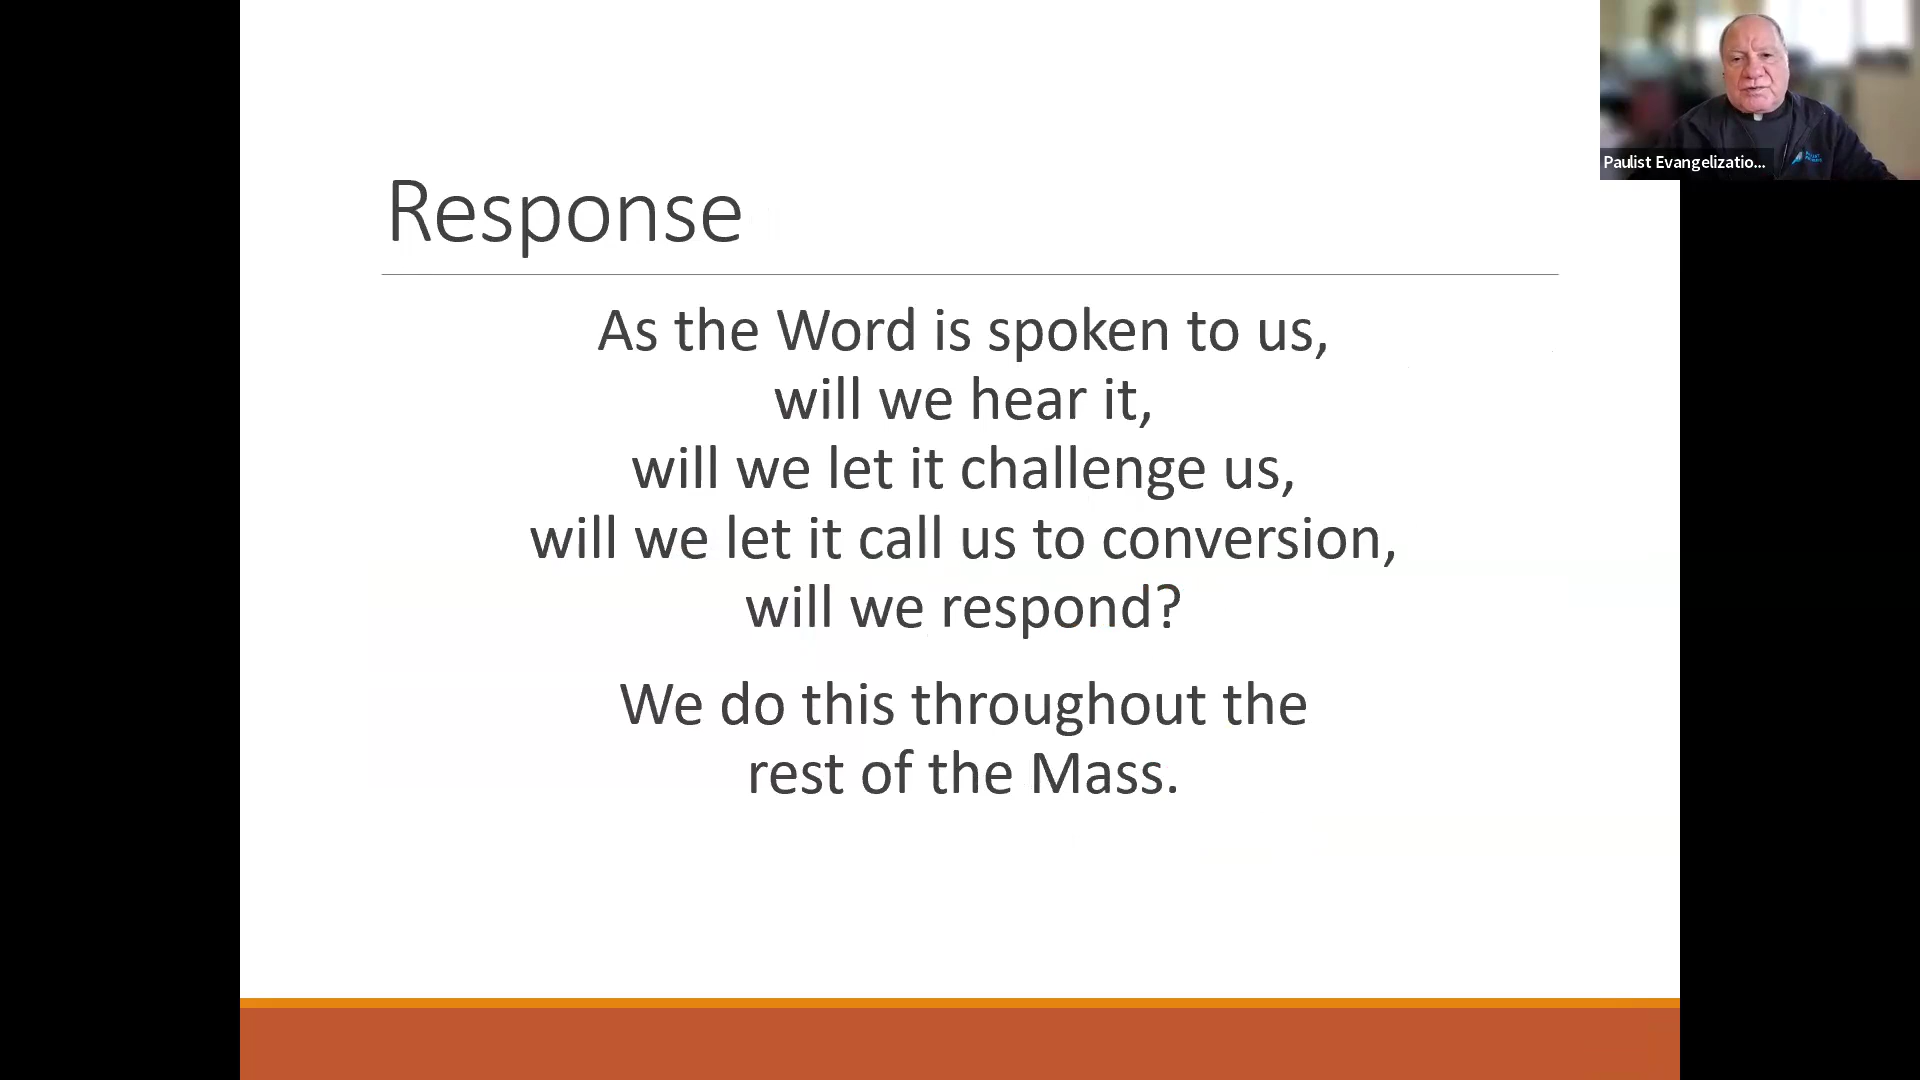 Response
As the Word is spoken to us,
will we hear it,
will we let it challenge us,
will we let it call us to conversion,
will we respond?
We do this throughout the
rest of the Mass.
Paulist Evangelizatio...